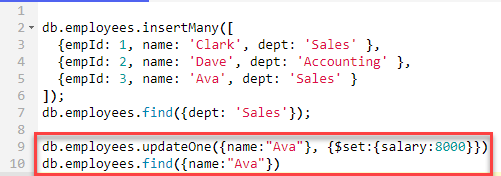 1
2 db.employees.insertMany([
3 {empId: 1, name: 'Clark', dept: 'Sales' },
4 {empId: 2, name: 'Dave', dept: 'Accounting' },
5 {empId: 3, name: 'Ava', dept: 'Sales' }
6 ]);
7 db.employees.find({dept: 'Sales'});
8
9 db.employees.updateOne({name:"Ava"}, {$set:{salary:8000}})
10 db.employees.find({name:"Ava"})